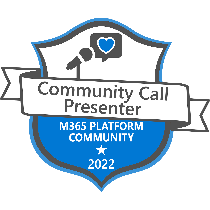 Community Call
Presenter
M365 PLATFORM
COMMUNITY
2022